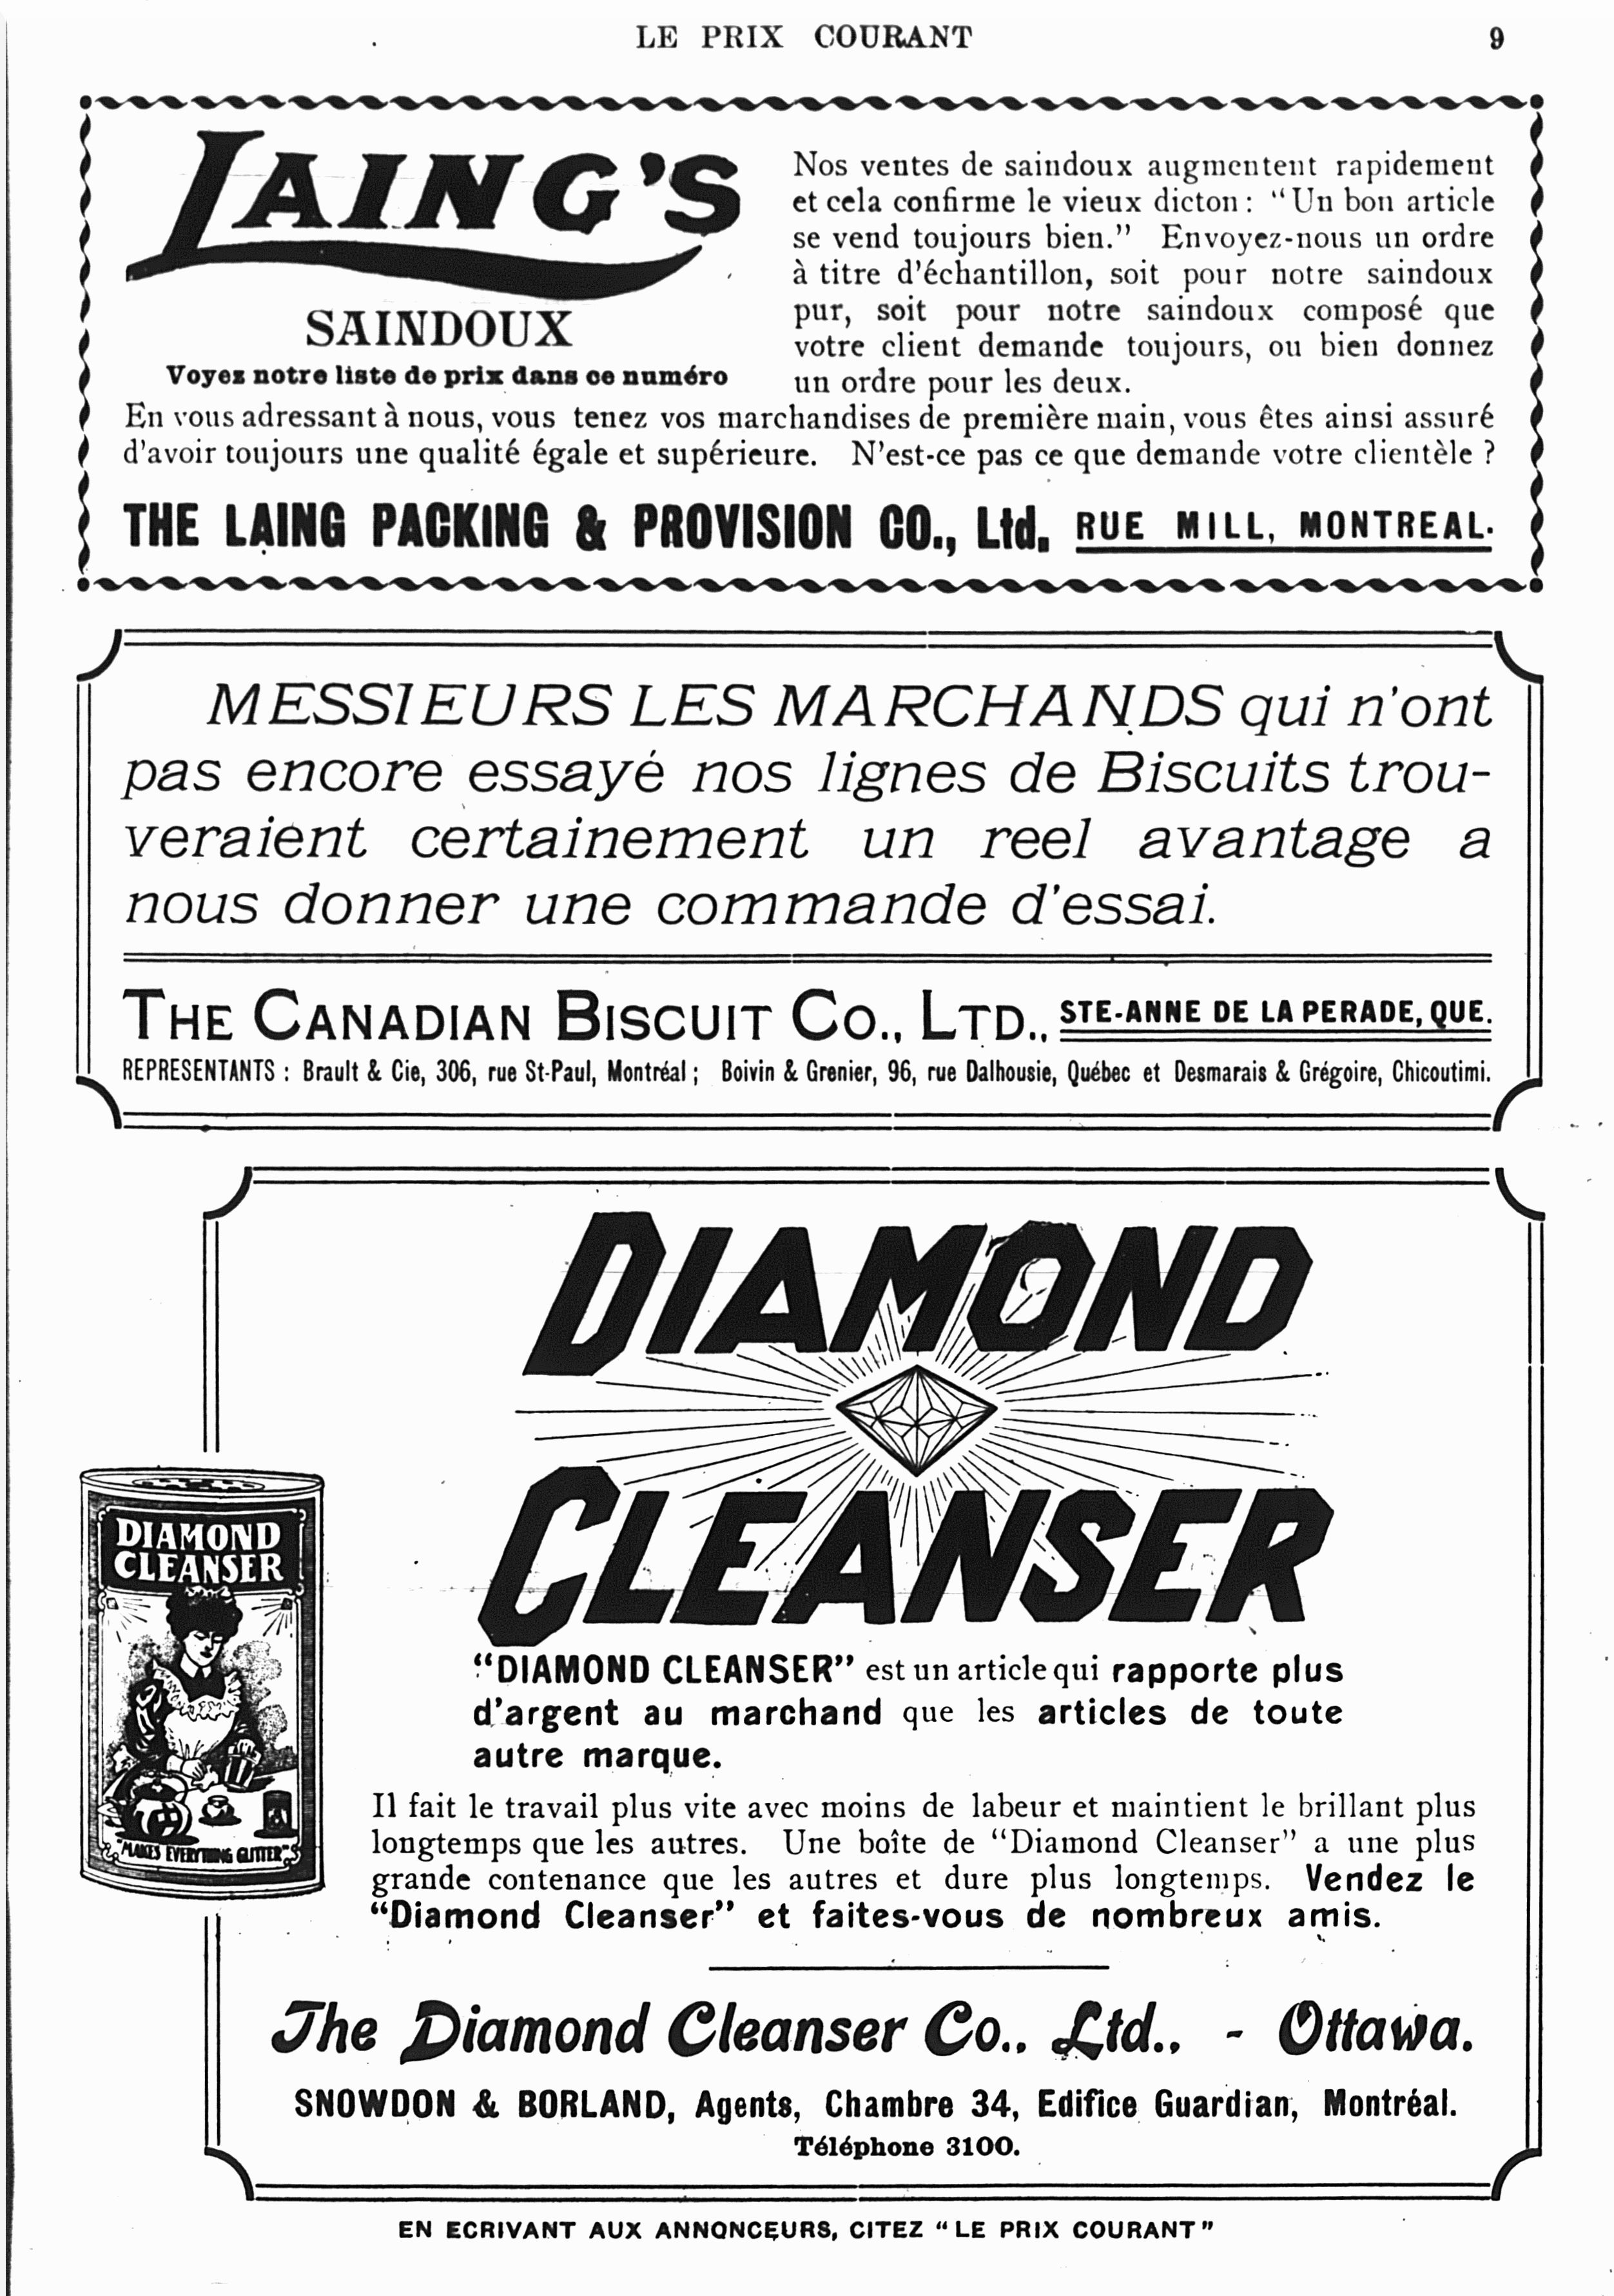 LE PRIX COURANT 9
LAING'S
SAINDOUX
Voyez notre liste de prix dans ce numéro
Nos ventes de saindoux augmentent rapidement
et cela confirme le vieux dicton: "Un bon article
se vend toujours bien." Envoyez-nous un ordre
à titre d'échantillon, soit pour notre saindoux
pur, soit pour notre saindoux composé que
votre client demande toujours, ou bien donnez
un ordre pour les deux.
En vous adressant à nous, vous tenez vos marchandises de première main, vous êtes ainsi assuré
d'avoir toujours une qualité égale et supérieure. N'est-ce pas ce que demande votre clientèle ?
THE LAING PACKING & PROVISION CO., Ltd. RUE MILL, MONTREAL.
MESSIEURS LES MARCHANDS qui n'ont
pas encore essayé nos lignes de Biscuits trou-
veraient certainement un reel avantage a
nous donner une commande d'essai.
THE CANADIAN BISCUIT CO., LTD., STE-ANNE DE LA PERADE, QUE.
REPRESENTANTS : Brault & Cie, 306, rue St-Paul, Montréal ; Boivin & Grenier, 96, rue Dalhousie, Québec et Desmarais & Grégoire, Chicoutimi.
DIAMOND
CLEANSER
DIAMOND
CLEANSER
"MAKES EVERYTHING GLITTER"
"DIAMOND CLEANSER" est un article qui rapporte plus
d'argent au marchand que les articles de toute
autre marque.
Il fait le travail plus vite avec moins de labeur et maintient le brillant plus
longtemps que les autres. Une boîte de "Diamond Cleanser" a une plus
grande contenance que les autres et dure plus longtemps. Vendez le
"Diamond Cleanser" et faites-vous de nombreux amis.
The Diamond Cleanser Co., Ltd., - Ottawa.
SNOWDON & BORLAND, Agents, Chambre 34, Edifice Guardian, Montréal.
Téléphone 3100.
EN ECRIVANT AUX ANNONCEURS, CITEZ "LE PRIX COURANT"